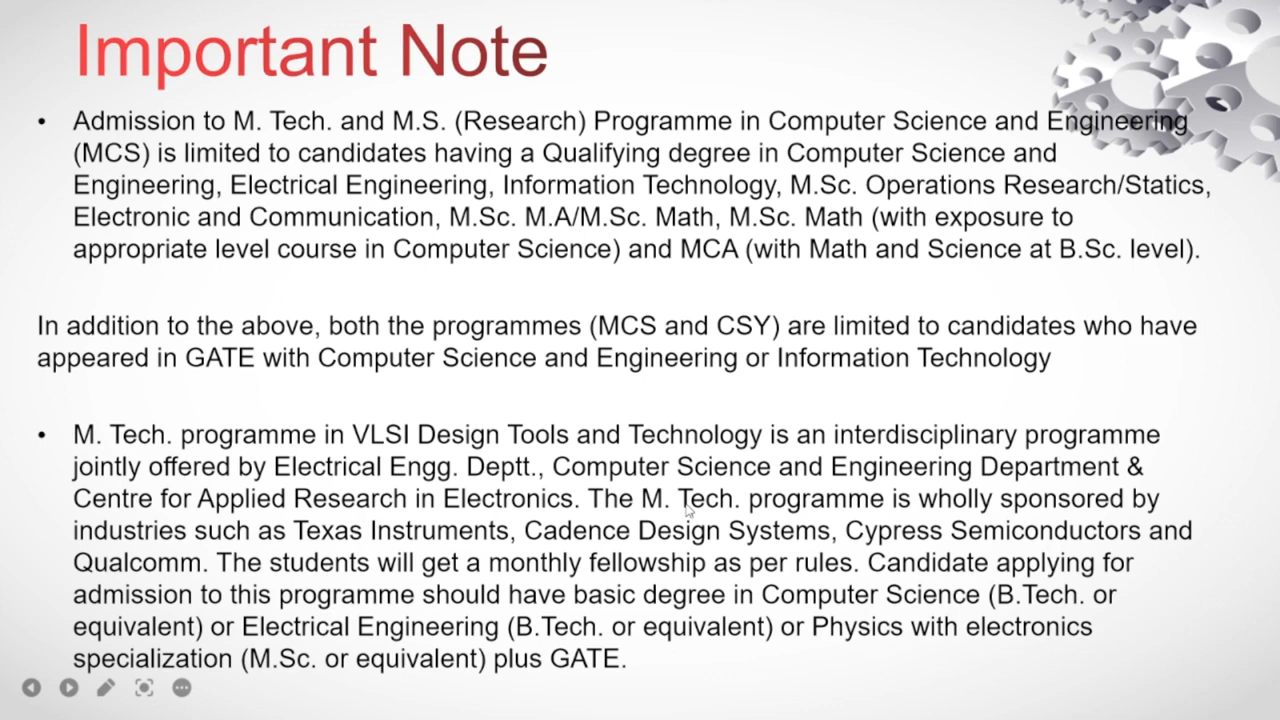 Important Note
• Admission to M. Tech. and M.S. (Research) Programme in Computer Science and Engineering
(MCS) is limited to candidates having a Qualifying degree in Computer Science and
Engineering, Electrical Engineering, Information Technology, M.Sc. Operations Research/Statics,
Electronic and Communication, M.Sc. M.A/M.Sc. Math, M.Sc. Math (with exposure to
appropriate level course in Computer Science) and MCA (with Math and Science at B.Sc. level).
In addition to the above, both the programmes (MCS and CSY) are limited to candidates who have
appeared in GATE with Computer Science and Engineering or Information Technology
• M. Tech. programme in VLSI Design Tools and Technology is an interdisciplinary programme
jointly offered by Electrical Engg. Deptt., Computer Science and Engineering Department &
Centre for Applied Research in Electronics. The M. Tech. programme is wholly sponsored by
industries such as Texas Instruments, Cadence Design Systems, Cypress Semiconductors and
Qualcomm. The students will get a monthly fellowship as per rules. Candidate applying for
admission to this programme should have basic degree in Computer Science (B.Tech. or
equivalent) or Electrical Engineering (B.Tech. or equivalent) or Physics with electronics
specialization (M.Sc. or equivalent) plus GATE.